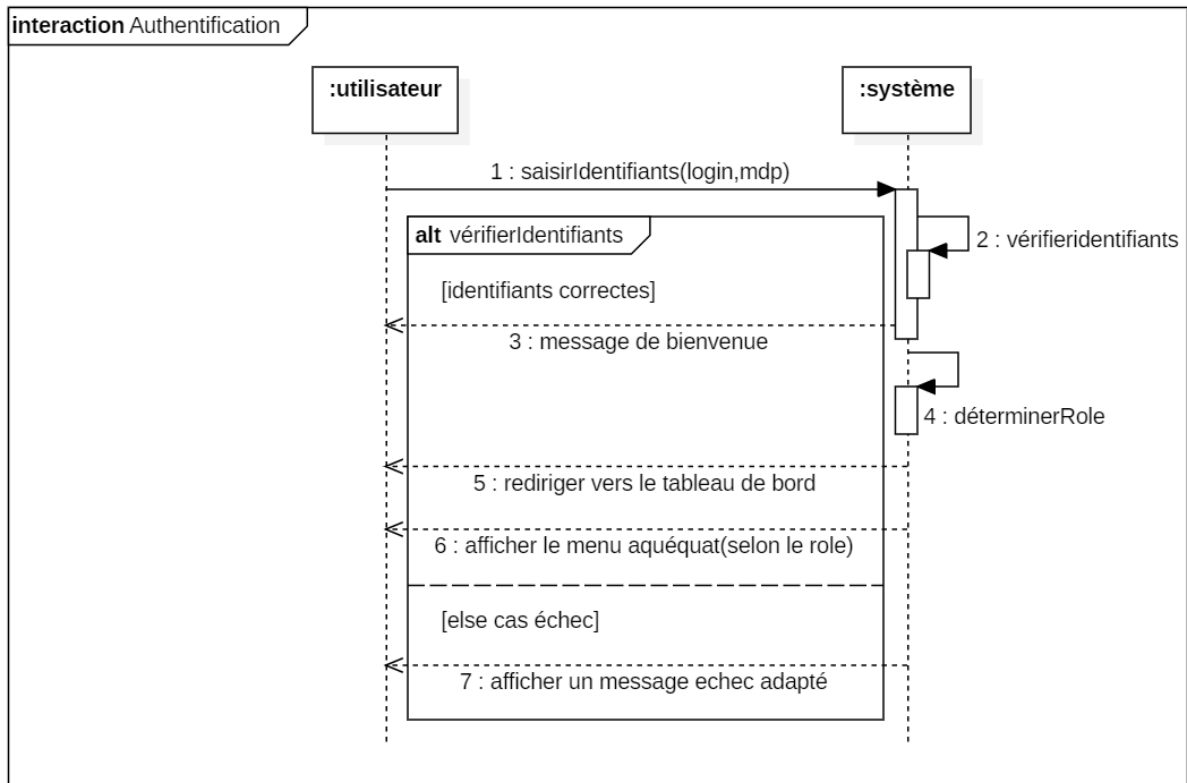 interaction Authentification
:utilisateur
:système
1 : saisirIdentifiants(login,mdp)
alt vérifierIdentifiants
2 : vérifieridentifiants
[identifiants correctes]
3 : message de bienvenue
4 : déterminerRole
5 : rediriger vers le tableau de bord
6 : afficher le menu aquéquat(selon le role)
[else cas échec]
7 : afficher un message echec adapté